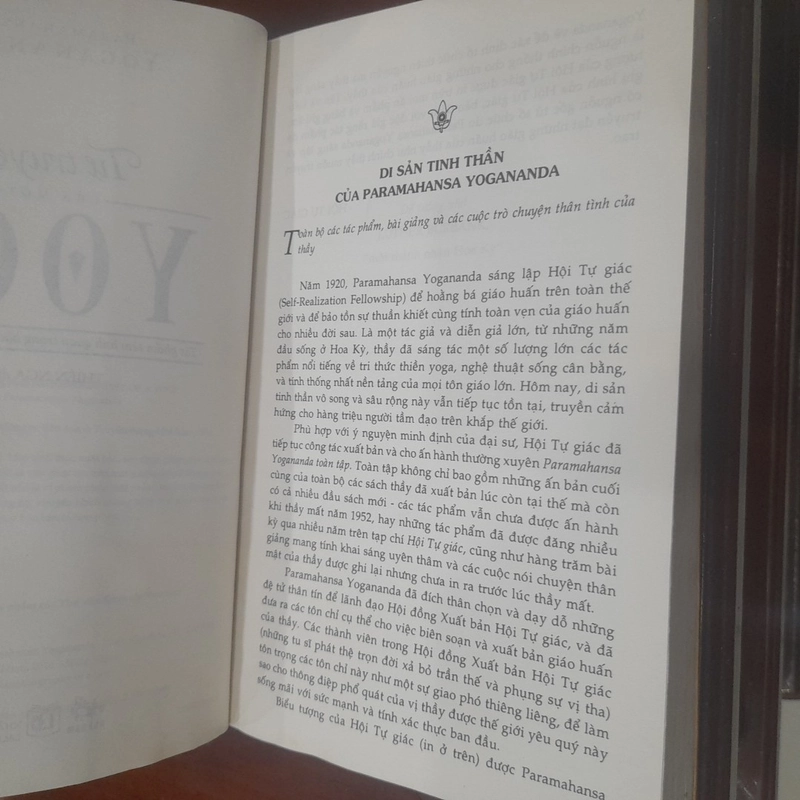 DI SẢN TINH THẦN
CỦA PARAMAHANSA YOGANANDA
Toàn bộ các tác phẩm, bài giảng và các cuộc trò chuyện thân tình của
thầy
Năm 1920, Paramahansa Yogananda sáng lập Hội Tự giác
(Self-Realization Fellowship) để hoằng bá giáo huấn trên toàn thế
giới và để bảo tồn sự thuần khiết cùng tính toàn vẹn của giáo huấn
cho nhiều đời sau. Là một tác giả và diễn giả lớn, từ những năm
đầu sống ở Hoa Kỳ, thầy đã sáng tác một số lượng lớn các tác
phẩm nổi tiếng về tri thức thiền yoga, nghệ thuật sống cân bằng,
và tính thống nhất nền tảng của mọi tôn giáo lớn. Hôm nay, di sản
tinh thần vô song và sâu rộng này vẫn tiếp tục tồn tại, truyền cảm
hứng cho hàng triệu người tầm đạo trên khắp thế giới.
Phù hợp với ý nguyện minh định của đại sư, Hội Tự giác đã
tiếp tục công tác xuất bản và cho ấn hành thường xuyên Paramahansa
Yogananda toàn tập. Toàn tập không chỉ bao gồm những ấn bản cuối
cùng của toàn bộ các sách thầy đã xuất bản lúc còn tại thế mà còn
có cả nhiều đầu sách mới - các tác phẩm vẫn chưa được ấn hành
khi thầy mất năm 1952, hay những tác phẩm đã được đăng nhiều
kỳ qua nhiều năm trên tạp chí Hội Tự giác, cũng như hàng trăm bài
giảng mang tính khai sáng uyên thâm và các cuộc nói chuyện thân
mật của thầy được ghi lại nhưng chưa in ra trước lúc thầy mất.
Paramahansa Yogananda đã đích thân chọn và dạy dỗ những
đệ tử thân tín để lãnh đạo Hội đồng Xuất bản Hội Tự giác, và đã
đưa ra các tôn chỉ cụ thể cho việc biên soạn và xuất bản giáo huấn
của thầy. Các thành viên trong Hội đồng Xuất bản Hội Tự giác
(những tu sĩ phát thệ trọn đời xả bỏ trần thế và phụng sự vị tha)
tôn trọng các tôn chỉ này như một sự giao phó thiêng liêng, để làm
sao cho thông điệp phổ quát của vị thầy được thế giới yêu quý này
sống mãi với sức mạnh và tính xác thực ban đầu.
Biểu tượng của Hội Tự giác (in ở trên) được Paramahansa